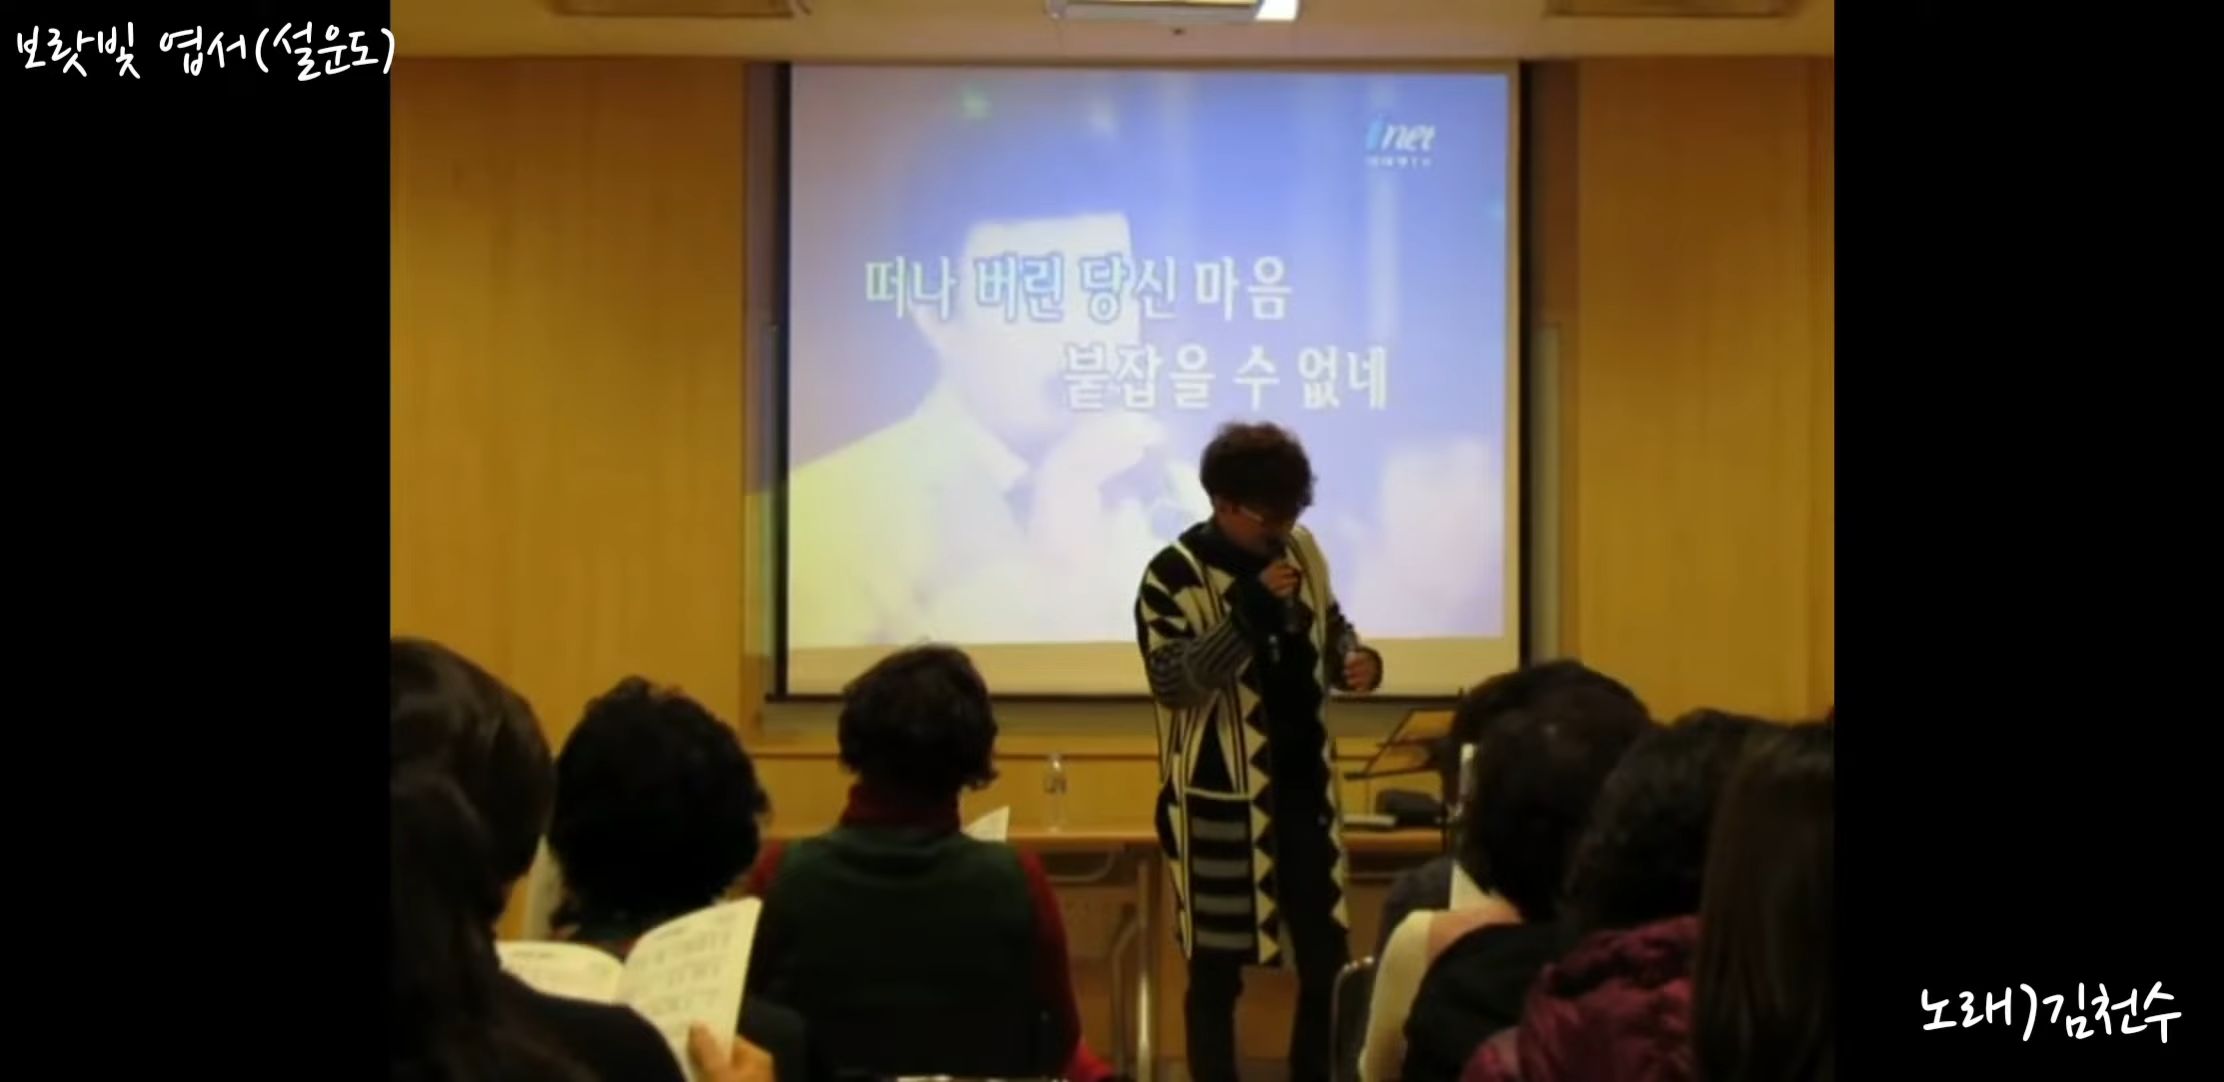 보랏빛 엽서(설운도)
inet
떠나 버린 당신 마음
붙잡을 수 없네
노래)김천수